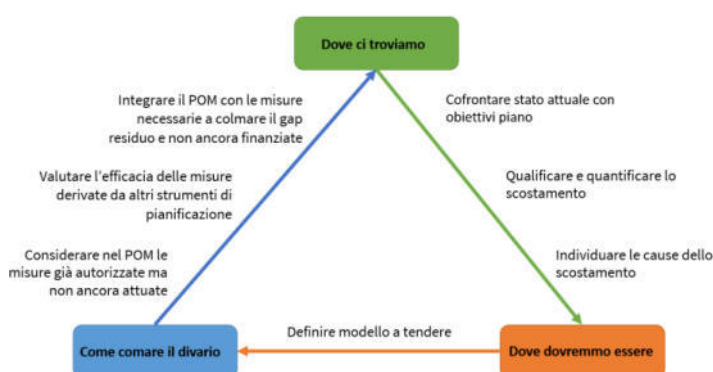 Dove ci troviamo
Integrare il POM con le misure
necessarie a colmare il gap
residuo e non ancora finanziate
Cofrontare stato attuale con
obiettivi piano
Valutare l'efficacia delle misure
derivate da altri strumenti di
pianificazione
Qualificare e quantificare lo
scostamento
Considerare nel POM le
misure già autorizzate ma
non ancora attuate
Individuare le cause dello
scostamento
Definire modello a tendere
Come comare il divario
Dove dovremmo essere